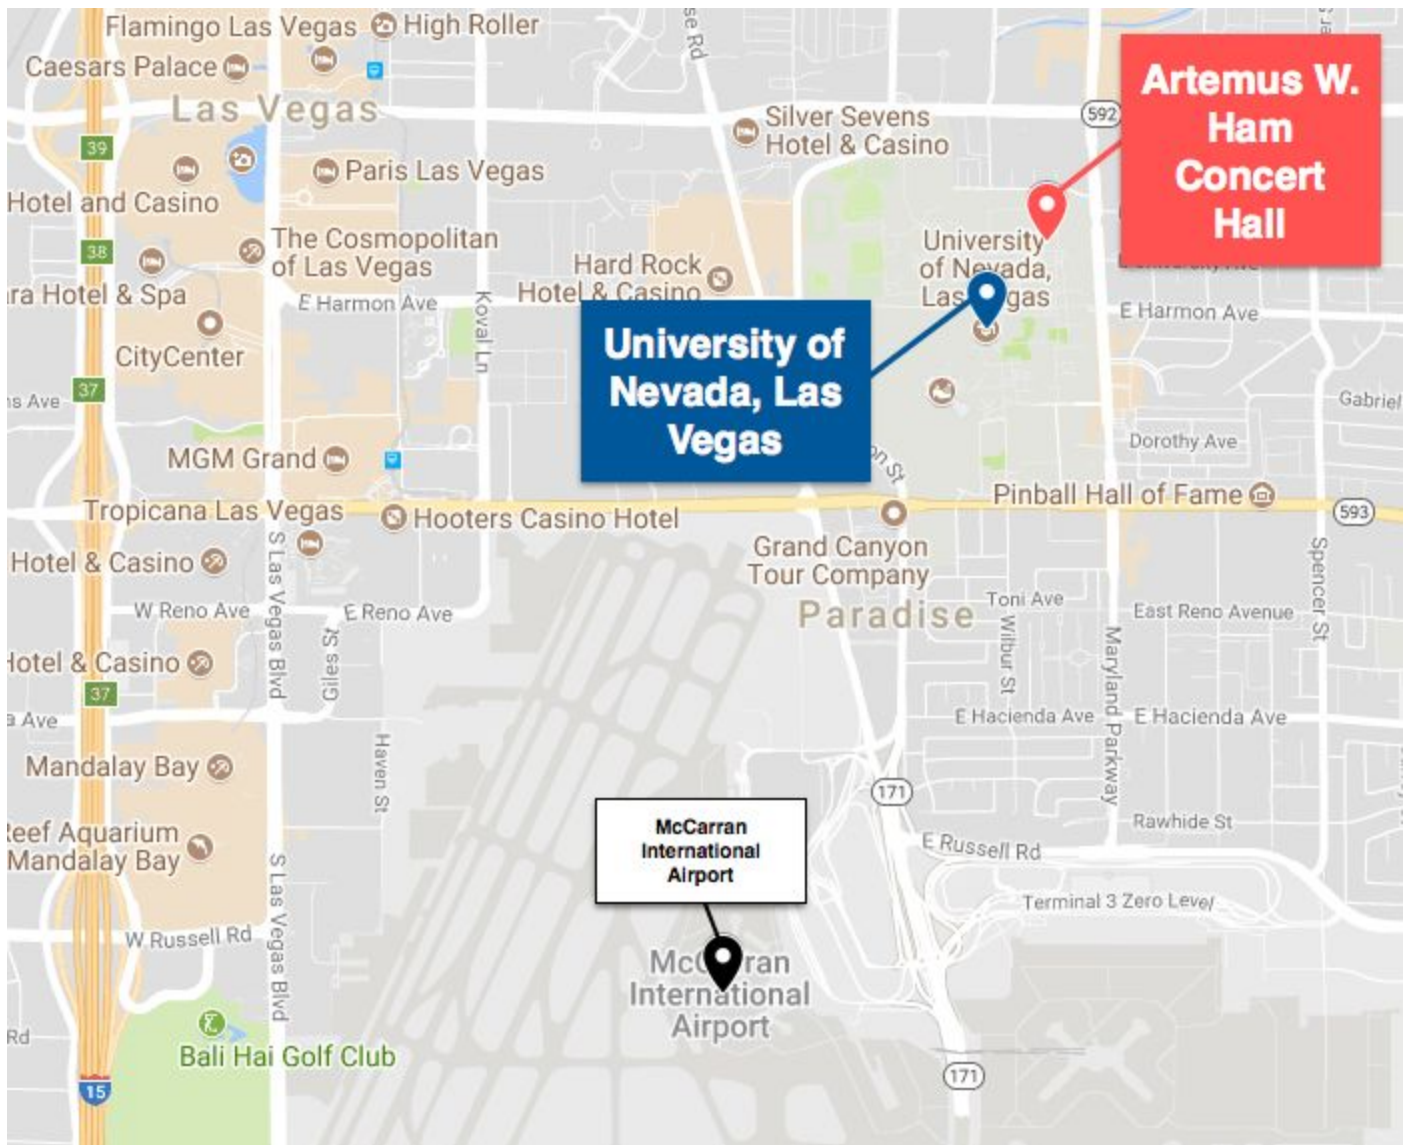 Flamingo Las Vegas
High Roller
Caesars Palace
Las Vegas
Silver Sevens
Hotel & Casino
592
Artemus W.
Ham
Concert
Hall
39
Paris Las Vegas
Hotel and Casino
38
The Cosmopolitan
of Las Vegas
Hard Rock
Hotel & Casino
University
of Nevada,
Las Vegas
Hotel & Spa
E Harmon Ave
Koval Ln
E Harmon Ave
CityCenter
University of
Nevada, Las
Vegas
37
Ave
Gabriel
Dorothy Ave
MGM Grand
Pinball Hall of Fame
593
Tropicana Las Vegas
Hooters Casino Hotel
Grand Canyon
Tour Company
Hotel & Casino
S Las Vegas Blvd
W Reno Ave
E Reno Ave
Giles St
Paradise
Toni Ave
Wilbur St
East Reno Avenue
Spencer St
Maryland Parkway
Hotel & Casino
37
Ave
E Hacienda Ave
E Hacienda Ave
Mandalay Bay
Haven St
171
McCarran
International
Airport
Rawhide St
Reef Aquarium
Mandalay Bay
E Russell Rd
S Las Vegas Blvd
Terminal 3 Zero Level
W Russell Rd
McCarran
International
Airport
Rd
Bali Hai Golf Club
15
171